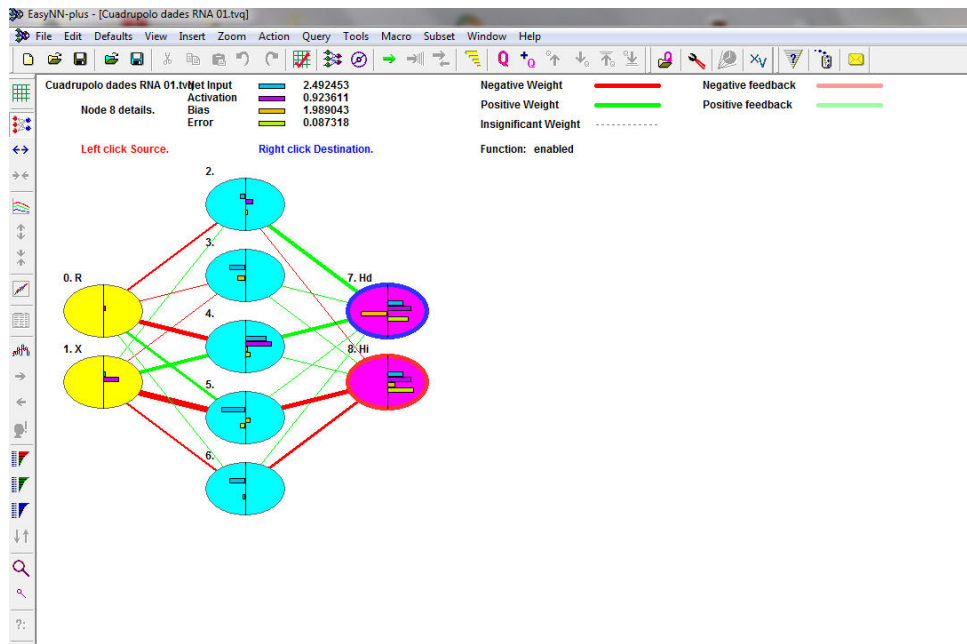 EasyNN-plus - [Cuadrupolo dades RNA 01.tvq]
File Edit Defaults View Insert Zoom Action Query Tools Macro Subset Window Help
Cuadrupolo dades RNA 01.tvq
Net Input 2.492453
Activation 0.923611
Bias 1.989043
Error 0.087318
Node 8 details.
Negative Weight
Positive Weight
Insignificant Weight
Negative feedback
Positive feedback
Left click Source.
Right click Destination.
Function: enabled
2.
3.
0. R
7. Hd
4.
1. X
8. Hi
5.
6.